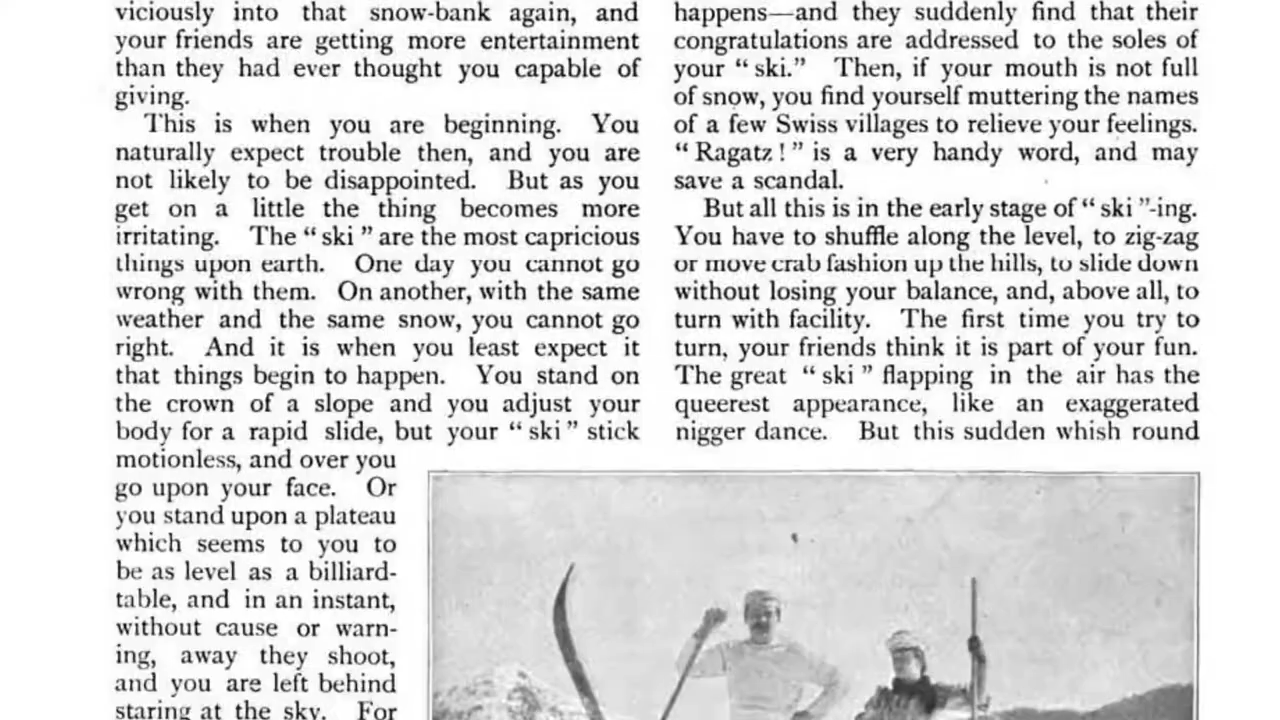 viciously into that snow-bank again, and
your friends are getting more entertainment
than they had ever thought you capable of
giving.
This is when you are beginning. You
naturally expect trouble then, and you are
not likely to be disappointed. But as you
get on a little the thing becomes more
irritating. The “ ski ” are the most capricious
things upon earth. One day you cannot go
wrong with them. On another, with the same
weather and the same snow, you cannot go
right. And it is when you least expect it
that things begin to happen. You stand on
the crown of a slope and you adjust your
body for a rapid slide, but your “ ski ” stick
motionless, and over you
go upon your face. Or
you stand upon a plateau
which seems to you to
be as level as a billiard-
table, and in an instant,
without cause or warn-
ing, away they shoot,
and you are left behind
staring at the sky. For
happens—and they suddenly find that their
congratulations are addressed to the soles of
your “ ski.” Then, if your mouth is not full
of snow, you find yourself muttering the names
of a few Swiss villages to relieve your feelings.
“ Ragatz ! ” is a very handy word, and may
save a scandal.
But all this is in the early stage of “ ski ”-ing.
You have to shuffle along the level, to zig-zag
or move crab fashion up the hills, to slide down
without losing your balance, and, above all, to
turn with facility. The first time you try to
turn, your friends think it is part of your fun.
The great “ ski ” flapping in the air has the
queerest appearance, like an exaggerated
nigger dance. But this sudden whish round